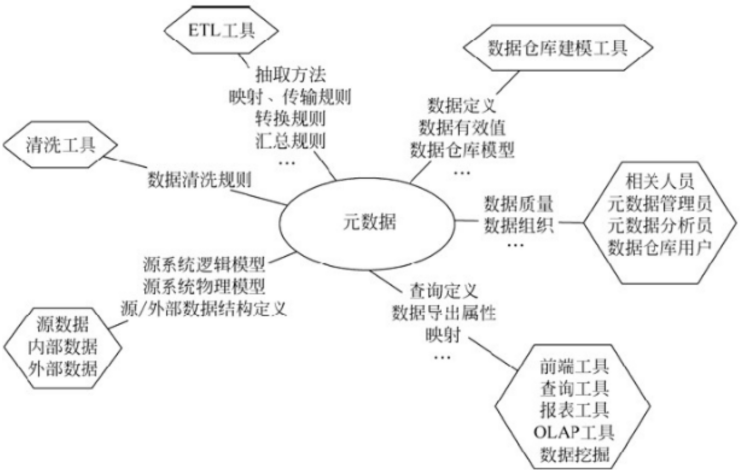 ETL工具
抽取方法
映射、传输规则
转换规则
汇总规则
…
数据仓库建模工具
数据定义
数据有效值
数据仓库模型
…
清洗工具
数据清洗规则
元数据
数据质量
数据组织
…
相关人员
元数据管理员
元数据分析员
数据仓库用户
源系统逻辑模型
源系统物理模型
源/外部数据结构定义
源数据
内部数据
外部数据
查询定义
数据导出属性
映射
…
前端工具
查询工具
报表工具
OLAP工具
数据挖掘